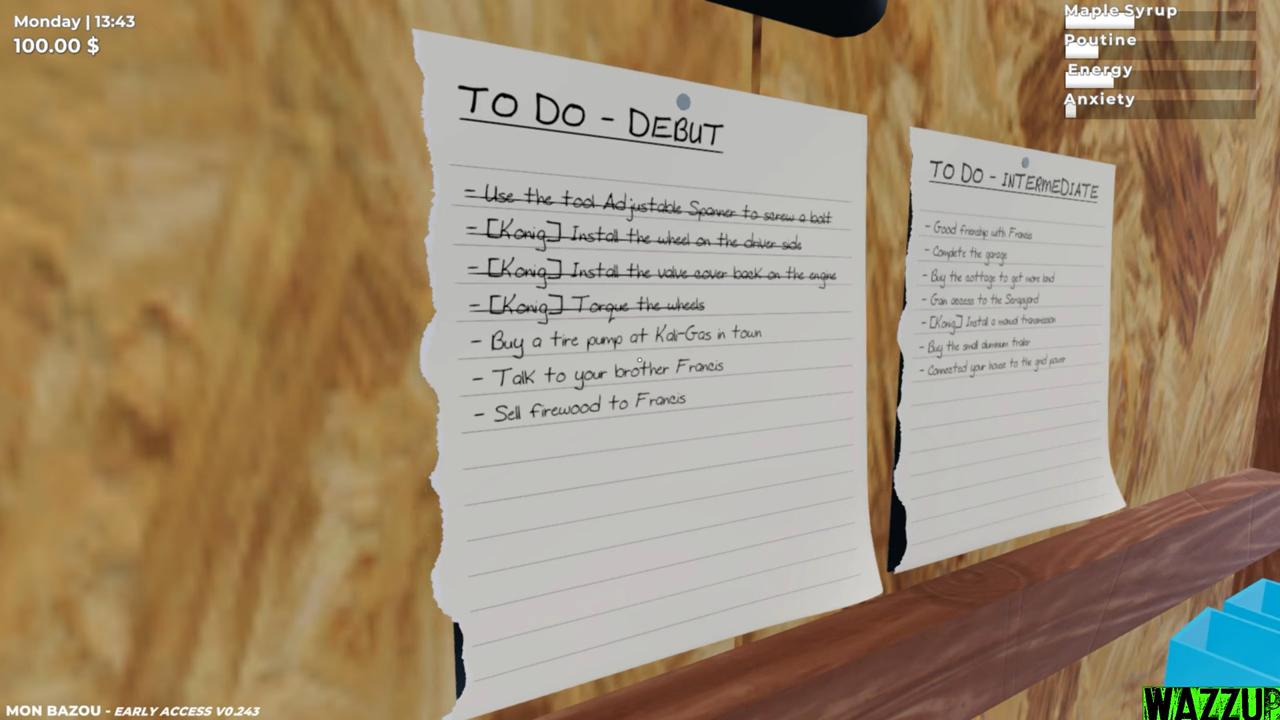 Monday | 13:43
100.00 $
Maple Syrup
Poutine
Energy
Anxiety
TO DO - DEBUT
- Use the tool Adjustable Spanner to screw a bolt
- [Konig] Install the wheel on the driver side
- [Konig] Install the valve cover back on the engine
- [Konig] Torque the wheels
- Buy a tire pump at Kali-Gas in town
- Talk to your brother Francis
- Sell firewood to Francis
TO DO - INTERMEDIATE
- Good friendship with Francis
- Complete the garage
- Buy the cottage to get more land
- Gain access to the Scrapyard
- [Konig] Install a manual transmission
- Buy the small aluminum trailer
- Connected your house to the grid power
MON BAZOU - EARLY ACCESS V0.243
WAZZUP